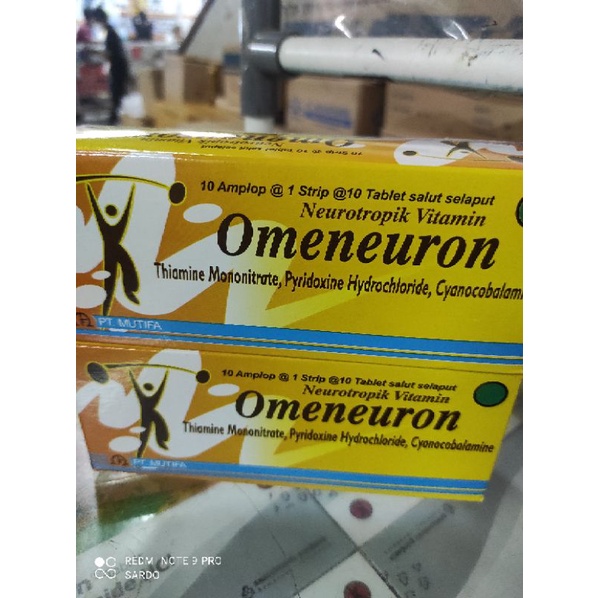 10 Amplop @ 1 Strip @10 Tablet salut selaput
Neurotropik Vitamin
Omeneuron
Thiamine Mononitrate, Pyridoxine Hydrochloride, Cyanocobalami
PT MUTIFA
10 Amplop @ 1 Strip @10 Tablet salut selaput
Neurotropik Vitamin
Omeneuron
Thiamine Mononitrate, Pyridoxine Hydrochloride, Cyanocobalamine
PT MUTIFA
REDMI NOTE 9 PRO
SARDO